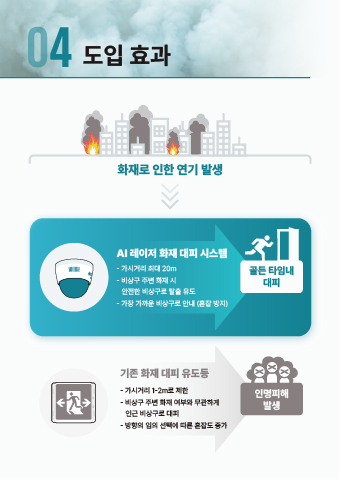 04 도입 효과
화재로 인한 연기 발생
AI 레이저 화재 대피 시스템
- 가시거리 최대 20m
- 비상구 주변 화재 시
안전한 비상구로 탈출 유도
- 가장 가까운 비상구로 안내 (혼잡 방지)
골든 타임내
대피
기존 화재 대피 유도등
- 가시거리 1~2m로 제한
- 비상구 주변 화재 여부와 무관하게
인근 비상구로 대피
- 방향의 임의 선택에 따른 혼잡도 증가
인명피해
발생